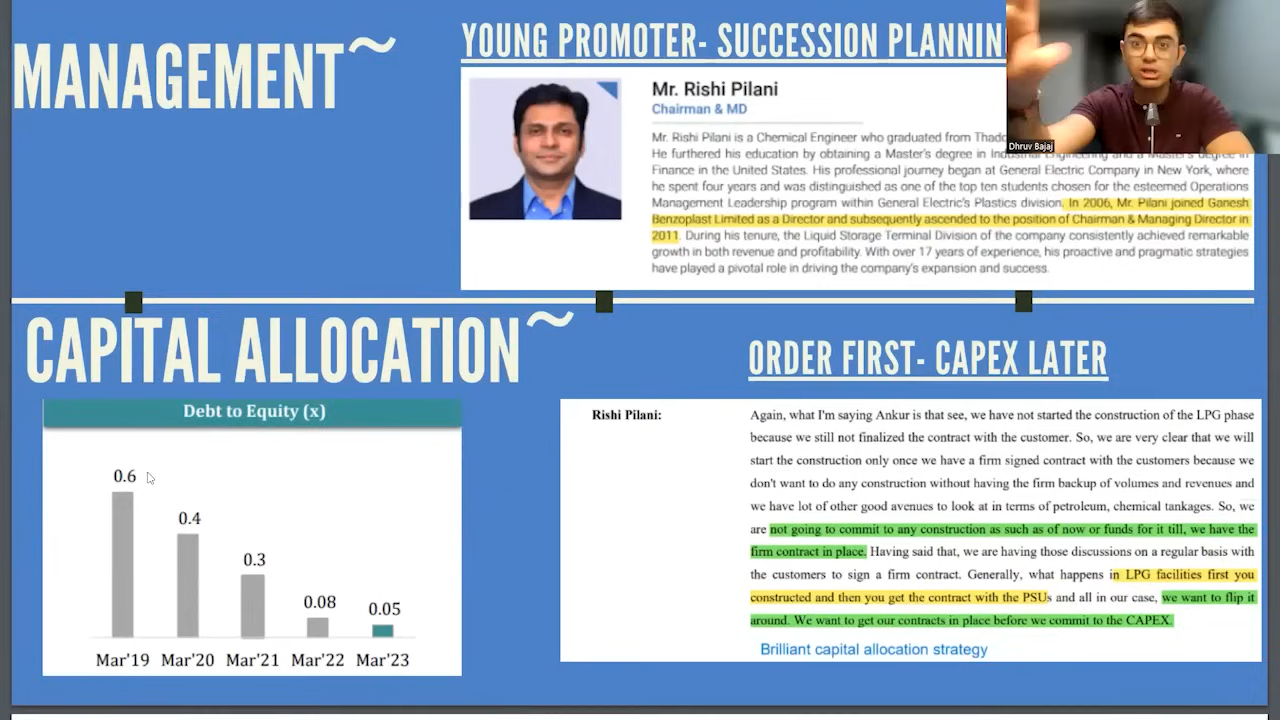 MANAGEMENT~
YOUNG PROMOTER- SUCCESSION PLANNIN
Mr. Rishi Pilani
Chairman & MD
Mr. Rishi Pilani is a Chemical Engineer who graduated from
He furthered his education by obtaining a Master's degree in Industrial Engineering and a Master's degree in
Finance in the United States. His professional journey began at General Electric Company in New York, where
he spent four years and was distinguished as one of the top ten students chosen for the esteemed Operations
Management Leadership program within General Electric's Plastics division. In 2006, Mr. Pilani joined Ganesh
Benzoplast Limited as a Director and subsequently ascended to the position of Chairman & Managing Director in
2011. During his tenure, the Liquid Storage Terminal Division of the company consistently achieved remarkable
growth in both revenue and profitability. With over 17 years of experience, his proactive and pragmatic strategies
have played a pivotal role in driving the company's expansion and success.
Dhruv Bajaj
CAPITAL ALLOCATION~
Debt to Equity (x)
0.6
0.4
0.3
0.08
0.05
Mar'19 Mar'20 Mar'21 Mar'22 Mar'23
ORDER FIRST- CAPEX LATER
Rishi Pilani: Again, what I'm saying Ankur is that see, we have not started the construction of the LPG phase
because we still not finalized the contract with the customer. So, we are very clear that we will
start the construction only once we have a firm signed contract with the customers because we
don't want to do any construction without having the firm backup of volumes and revenues and
we have lot of other good avenues to look at in terms of petroleum, chemical tankages. So, we
are not going to commit to any construction as such as of now or funds for it till, we have the
firm contract in place. Having said that, we are having those discussions on a regular basis with
the customers to sign a firm contract. Generally, what happens in LPG facilities first you
constructed and then you get the contract with the PSUs and all in our case, we want to flip it
around. We want to get our contracts in place before we commit to the CAPEX.
Brilliant capital allocation strategy